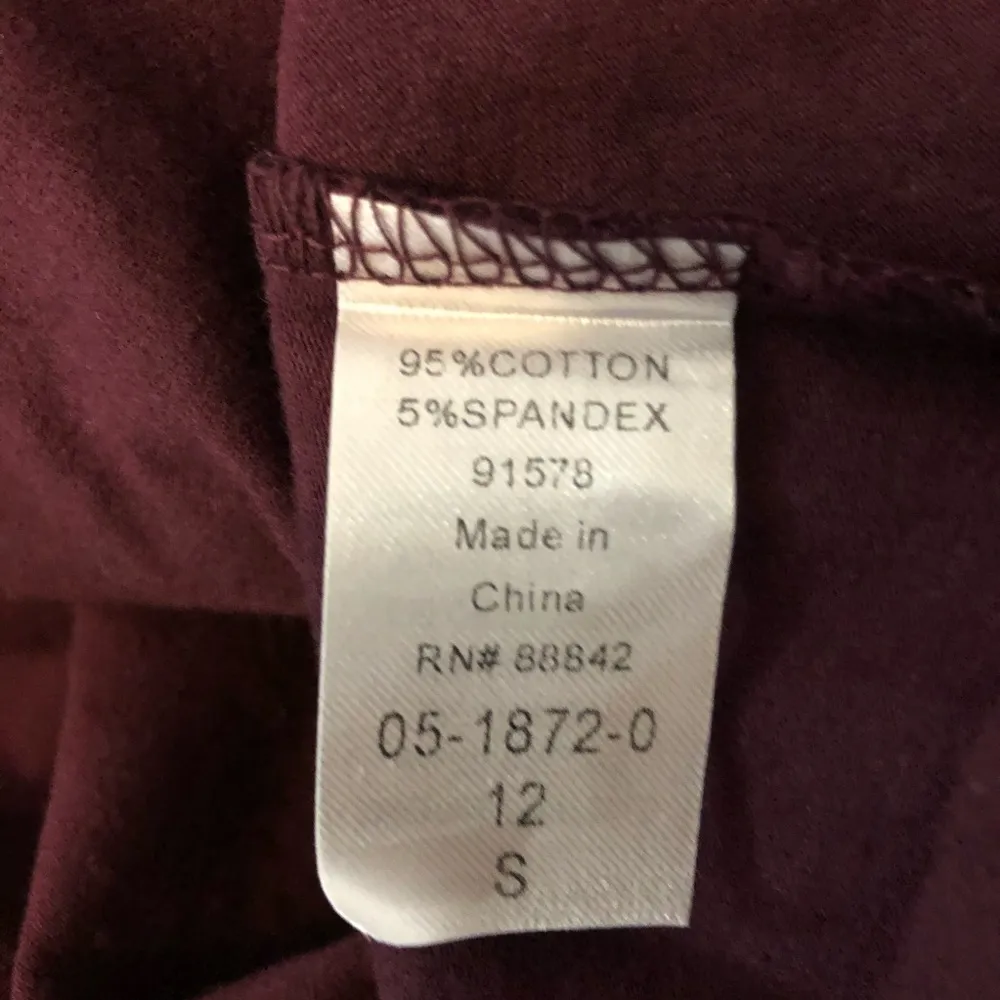 95%COTTON
5%SPANDEX
91578
Made in
China
RN# 88842
05-1872-0
12
S